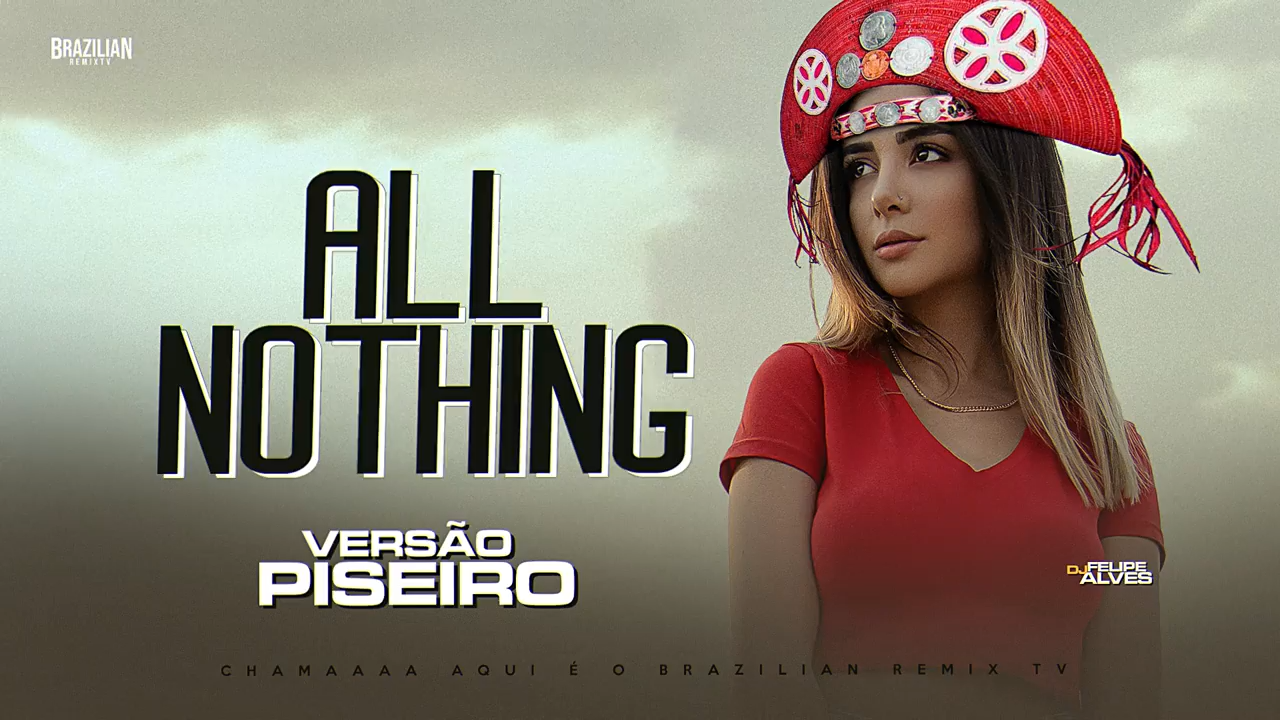 BRAZILIAN
REMIXTV
ALL
NOTHING
VERSÃO
PISEIRO
DJ FELIPE
ALVES
CHAMAAAA AQUI É O BRAZILIAN REMIX TV